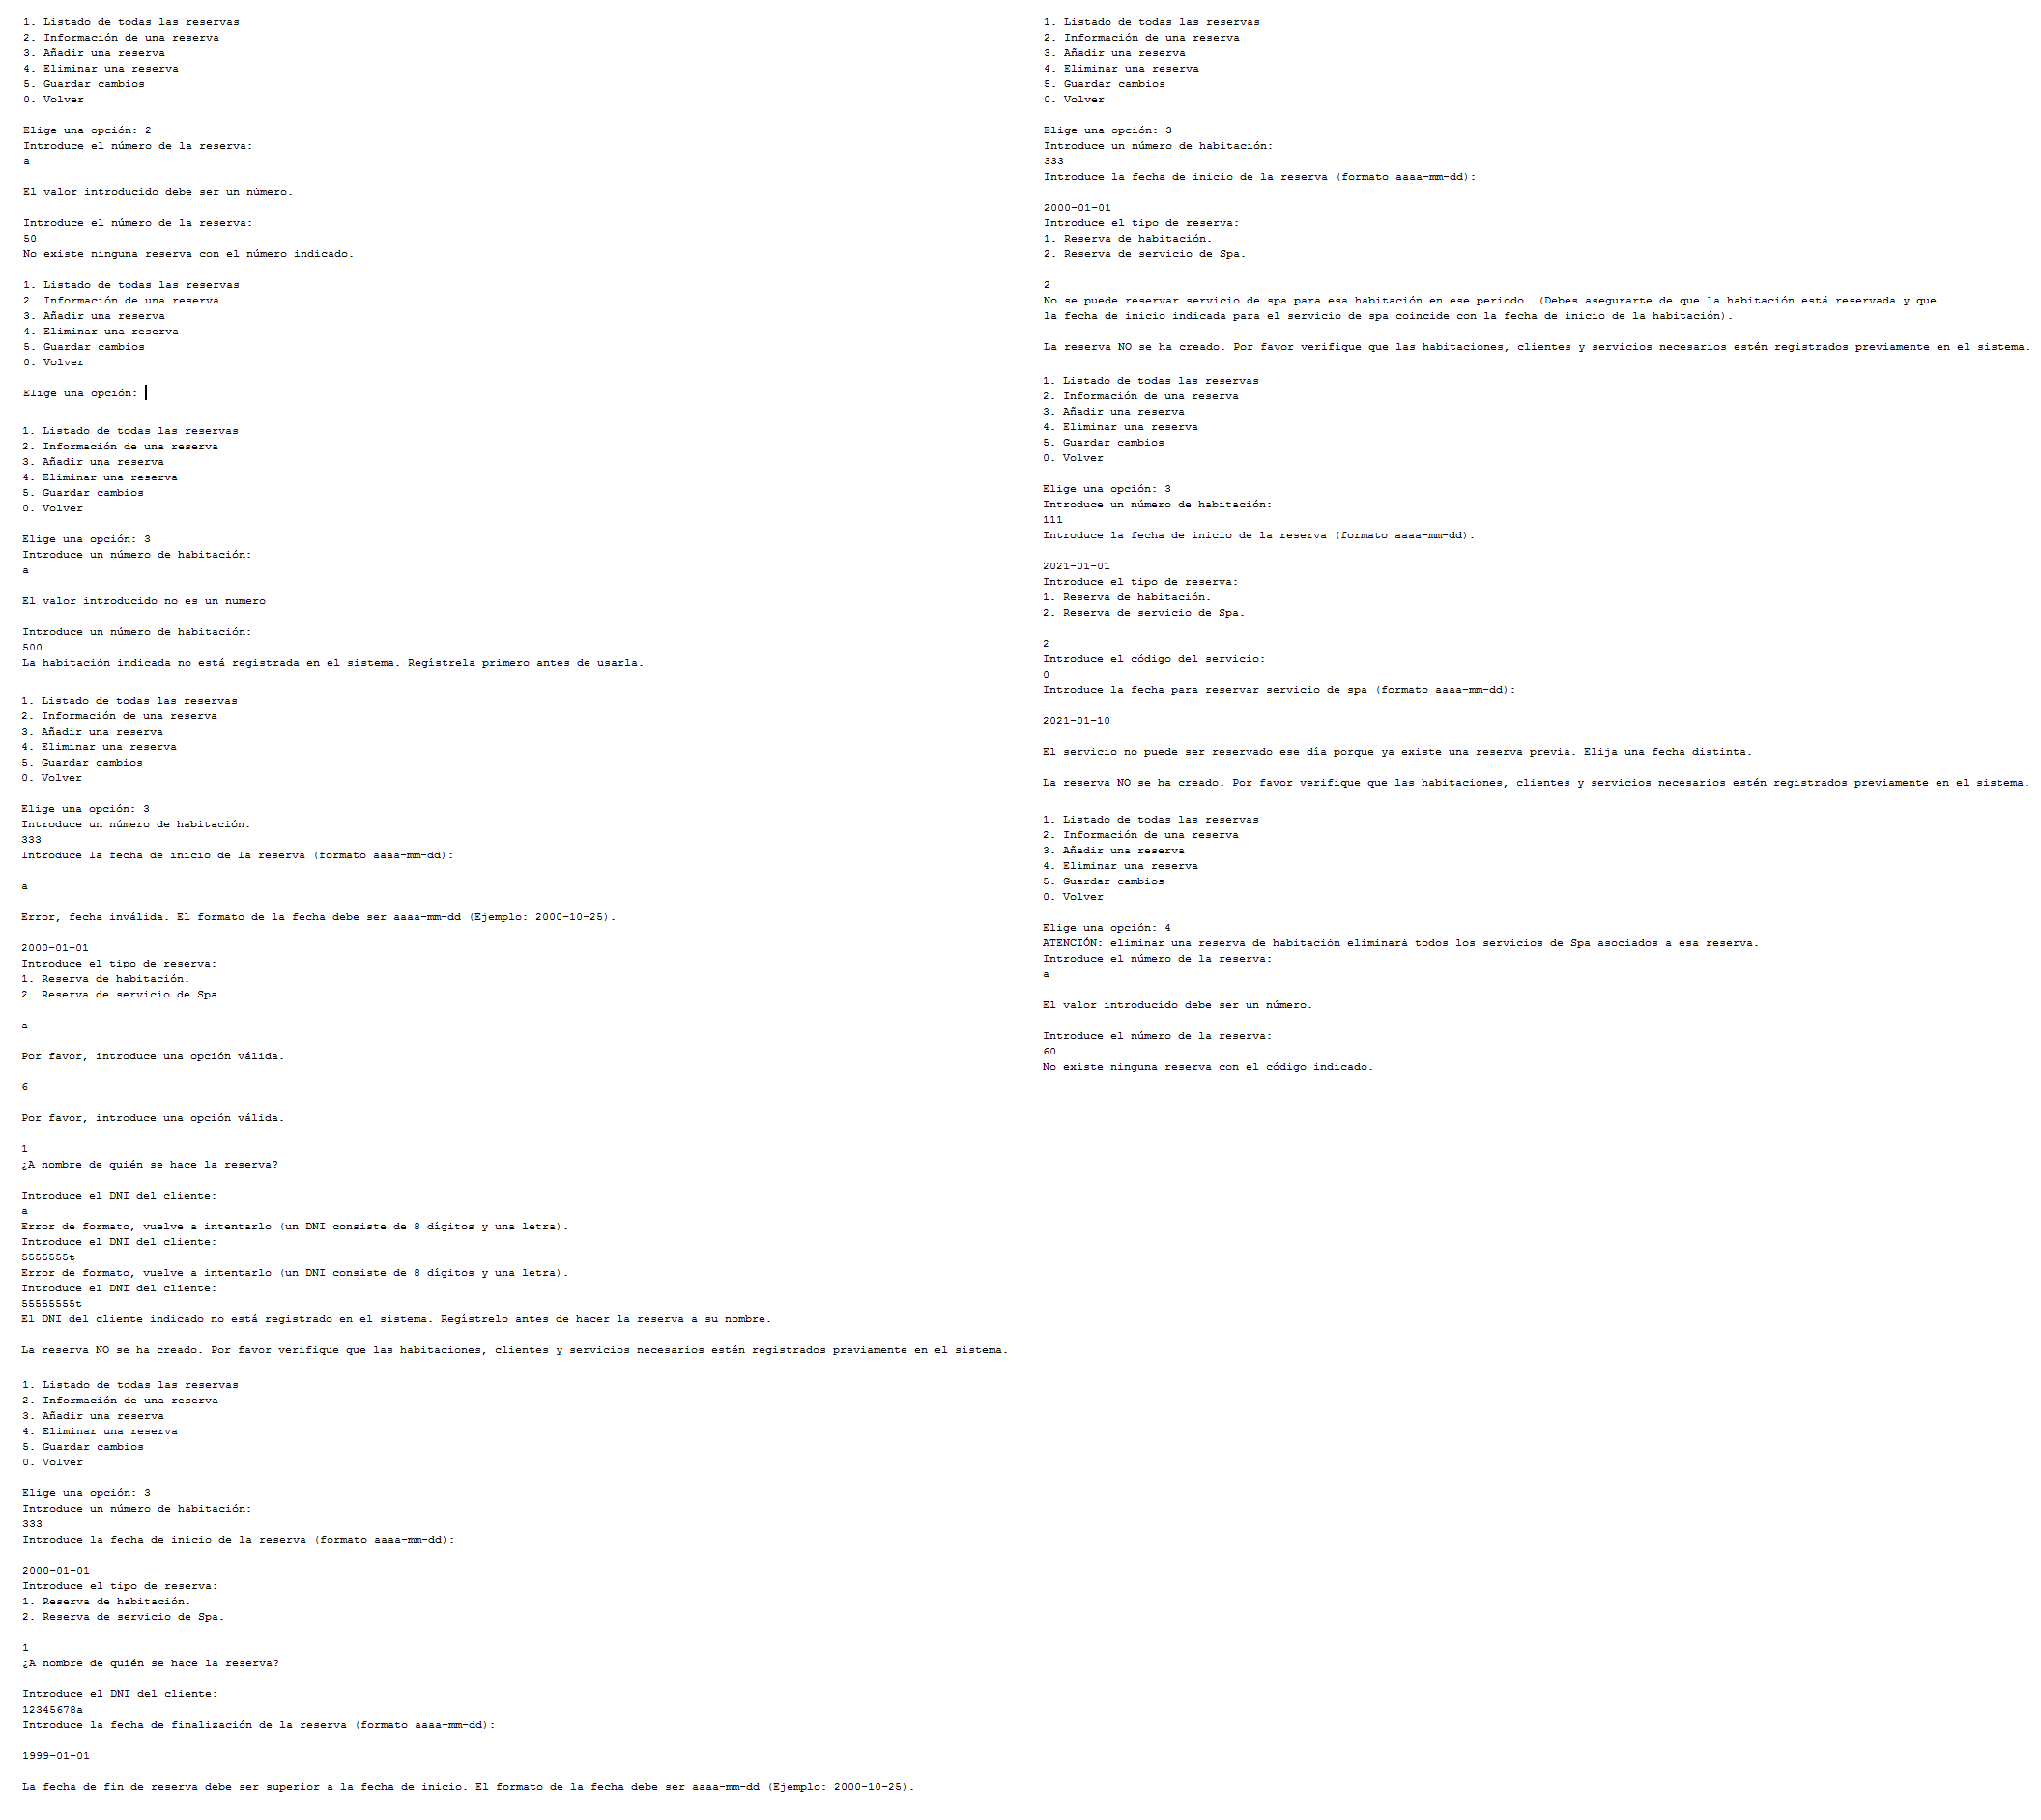 1. Listado de todas las reservas
2. Información de una reserva
3. Añadir una reserva
4. Eliminar una reserva
5. Guardar cambios
0. Volver
Elige una opción: 2
Introduce el número de la reserva:
a
El valor introducido debe ser un número.
Introduce el número de la reserva:
50
No existe ninguna reserva con el número indicado.
1. Listado de todas las reservas
2. Información de una reserva
3. Añadir una reserva
4. Eliminar una reserva
5. Guardar cambios
0. Volver
Elige una opción:
1. Listado de todas las reservas
2. Información de una reserva
3. Añadir una reserva
4. Eliminar una reserva
5. Guardar cambios
0. Volver
Elige una opción: 3
Introduce un número de habitación:
a
El valor introducido no es un numero
Introduce un número de habitación:
500
La habitación indicada no está registrada en el sistema. Regístrela primero antes de usarla.
1. Listado de todas las reservas
2. Información de una reserva
3. Añadir una reserva
4. Eliminar una reserva
5. Guardar cambios
0. Volver
Elige una opción: 3
Introduce un número de habitación:
333
Introduce la fecha de inicio de la reserva (formato aaaa-mm-dd):
a
Error, fecha inválida. El formato de la fecha debe ser aaaa-mm-dd (Ejemplo: 2000-10-25).
2000-01-01
Introduce el tipo de reserva:
1. Reserva de habitación.
2. Reserva de servicio de Spa.
a
Por favor, introduce una opción válida.
6
Por favor, introduce una opción válida.
1
¿A nombre de quién se hace la reserva?
Introduce el DNI del cliente:
a
Error de formato, vuelve a intentarlo (un DNI consiste de 8 dígitos y una letra).
Introduce el DNI del cliente:
5555555t
Error de formato, vuelve a intentarlo (un DNI consiste de 8 dígitos y una letra).
Introduce el DNI del cliente:
55555555t
El DNI del cliente indicado no está registrado en el sistema. Regístrelo antes de hacer la reserva a su nombre.
La reserva NO se ha creado. Por favor verifique que las habitaciones, clientes y servicios necesarios estén registrados previamente en el sistema.
1. Listado de todas las reservas
2. Información de una reserva
3. Añadir una reserva
4. Eliminar una reserva
5. Guardar cambios
0. Volver
Elige una opción: 3
Introduce un número de habitación:
333
Introduce la fecha de inicio de la reserva (formato aaaa-mm-dd):
2000-01-01
Introduce el tipo de reserva:
1. Reserva de habitación.
2. Reserva de servicio de Spa.
1
¿A nombre de quién se hace la reserva?
Introduce el DNI del cliente:
12345678a
Introduce la fecha de finalización de la reserva (formato aaaa-mm-dd):
1999-01-01
La fecha de fin de reserva debe ser superior a la fecha de inicio. El formato de la fecha debe ser aaaa-mm-dd (Ejemplo: 2000-10-25).
1. Listado de todas las reservas
2. Información de una reserva
3. Añadir una reserva
4. Eliminar una reserva
5. Guardar cambios
0. Volver
Elige una opción: 3
Introduce un número de habitación:
333
Introduce la fecha de inicio de la reserva (formato aaaa-mm-dd):
2000-01-01
Introduce el tipo de reserva:
1. Reserva de habitación.
2. Reserva de servicio de Spa.
2
No se puede reservar servicio de spa para esa habitación en ese periodo. (Debes asegurarte de que la habitación está reservada y que
la fecha de inicio indicada para el servicio de spa coincide con la fecha de inicio de la habitación).
La reserva NO se ha creado. Por favor verifique que las habitaciones, clientes y servicios necesarios estén registrados previamente en el sistema.
1. Listado de todas las reservas
2. Información de una reserva
3. Añadir una reserva
4. Eliminar una reserva
5. Guardar cambios
0. Volver
Elige una opción: 3
Introduce un número de habitación:
111
Introduce la fecha de inicio de la reserva (formato aaaa-mm-dd):
2021-01-01
Introduce el tipo de reserva:
1. Reserva de habitación.
2. Reserva de servicio de Spa.
2
Introduce el código del servicio:
0
Introduce la fecha para reservar servicio de spa (formato aaaa-mm-dd):
2021-01-10
El servicio no puede ser reservado ese día porque ya existe una reserva previa. Elija una fecha distinta.
La reserva NO se ha creado. Por favor verifique que las habitaciones, clientes y servicios necesarios estén registrados previamente en el sistema.
1. Listado de todas las reservas
2. Información de una reserva
3. Añadir una reserva
4. Eliminar una reserva
5. Guardar cambios
0. Volver
Elige una opción: 4
ATENCIÓN: eliminar una reserva de habitación eliminará todos los servicios de Spa asociados a esa reserva.
Introduce el número de la reserva:
a
El valor introducido debe ser un número.
Introduce el número de la reserva:
60
No existe ninguna reserva con el código indicado.